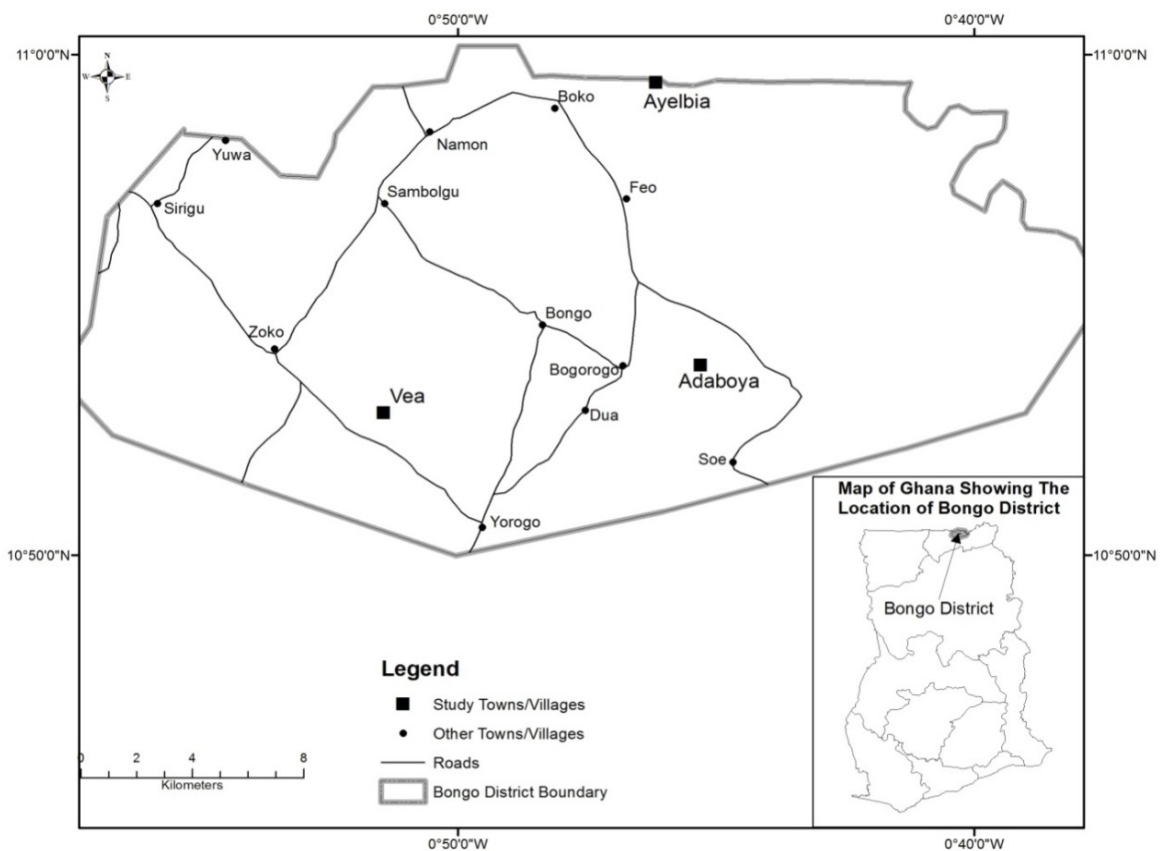 0°50'0"W
0°40'0"W
11°0'0"N
11°0'0"N
N
W
E
S
Boko
Ayelbia
Namon
Yuwa
Feo
Sambolgu
Sirigu
Bongo
Zoko
Bogorogo
Adaboya
Vea
Dua
Soe
Yorogo
10°50'0"N
10°50'0"N
Map of Ghana Showing The
Location of Bongo District
Bongo District
Legend
Study Towns/Villages
Other Towns/Villages
Roads
Bongo District Boundary
0 2 4 8
Kilometers
0°50'0"W
0°40'0"W